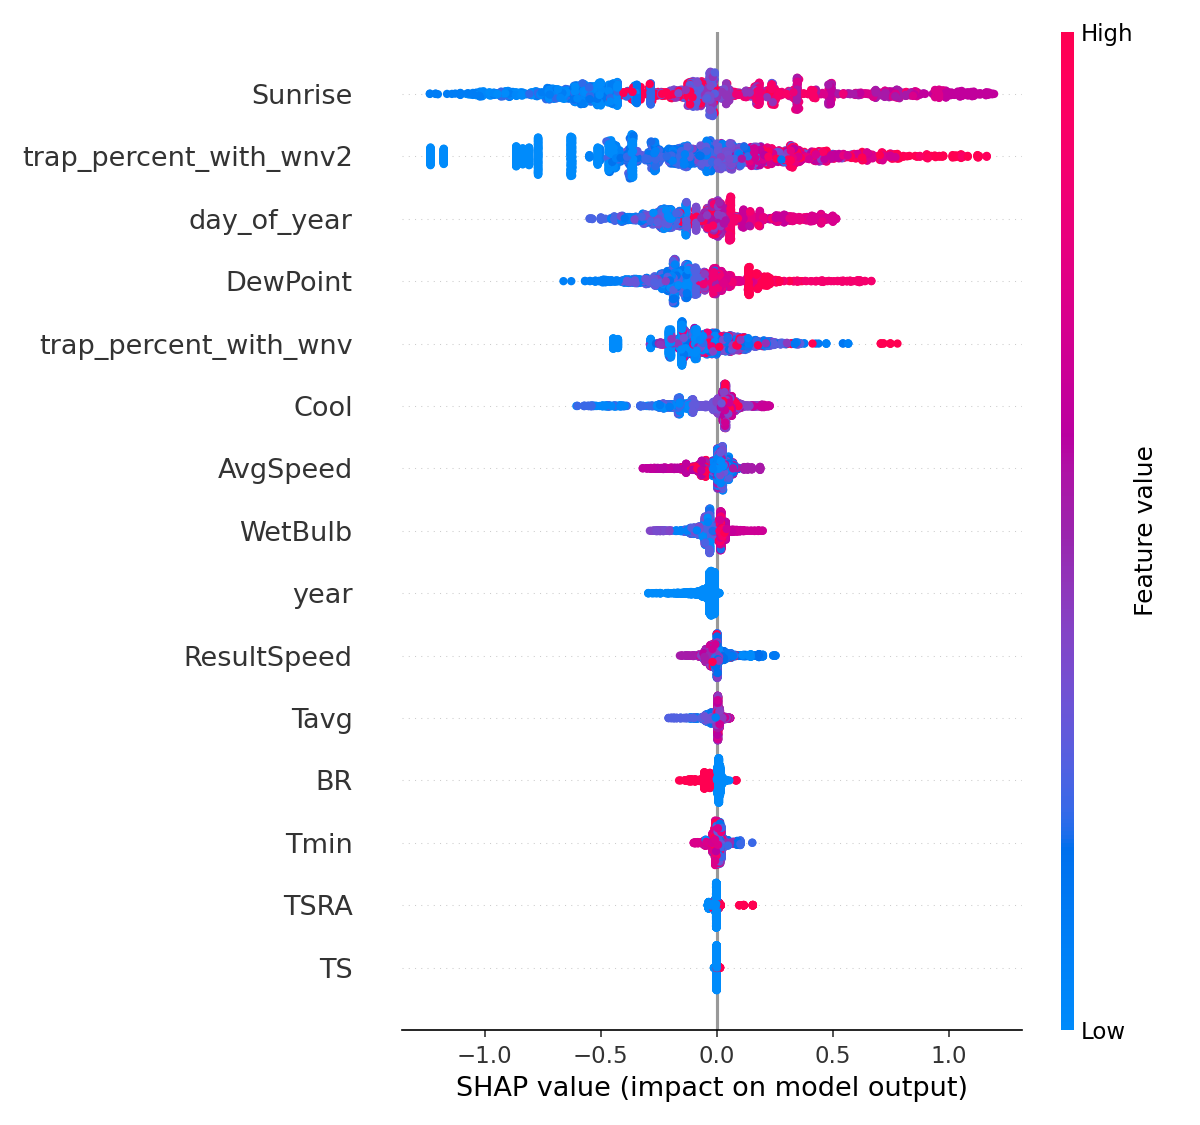 High
Sunrise
trap_percent_with_wnv2
day_of_year
DewPoint
trap_percent_with_wnv
Cool
AvgSpeed
WetBulb
year
ResultSpeed
Tavg
BR
Tmin
TSRA
TS
Feature value
Low
−1.0 −0.5 0.0 0.5 1.0
SHAP value (impact on model output)